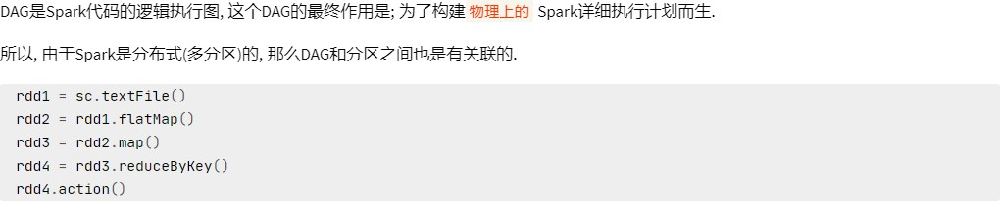 DAG是Spark代码的逻辑执行图, 这个DAG的最终作用是; 为了构建 物理上的 Spark详细执行计划而生.
所以, 由于Spark是分布式(多分区)的, 那么DAG和分区之间也是有关联的.
rdd1 = sc.textFile()
rdd2 = rdd1.flatMap()
rdd3 = rdd2.map()
rdd4 = rdd3.reduceByKey()
rdd4.action()